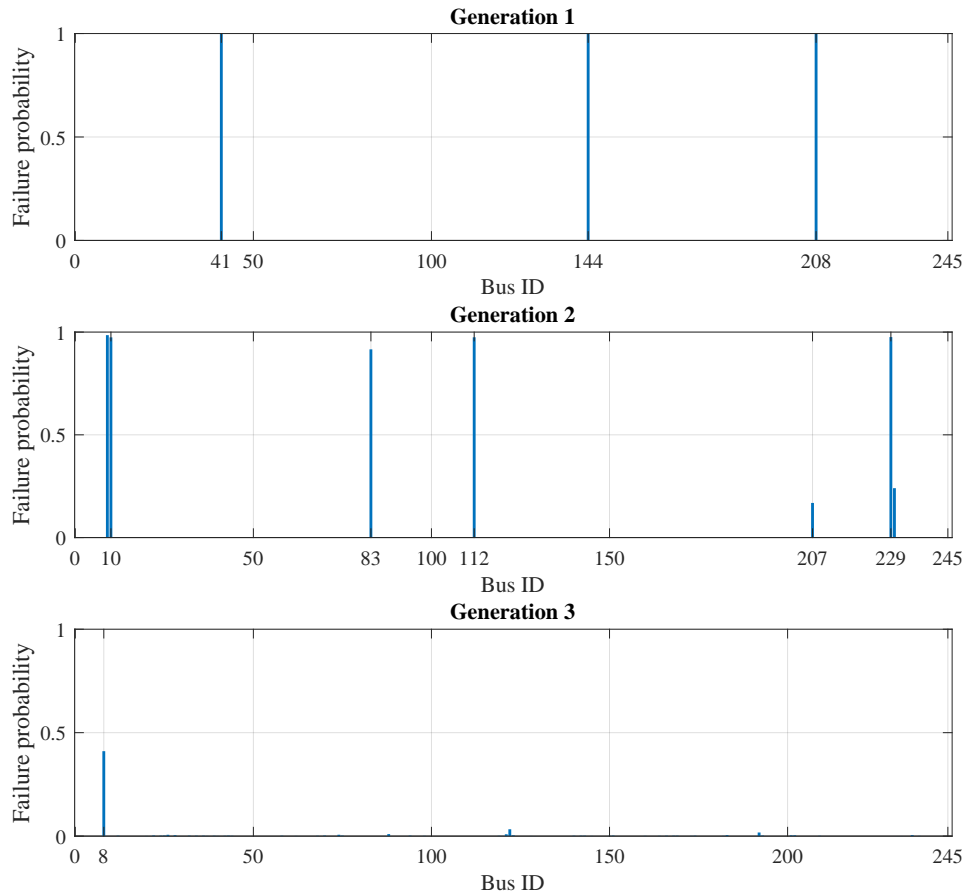 Generation 1
Failure probability
1
0.5
0
0 41 50 100 144 208 245
Bus ID
Generation 2
Failure probability
1
0.5
0
0 10 50 83 100 112 150 207 229 245
Bus ID
Generation 3
Failure probability
1
0.5
0
0 8 50 100 150 200 245
Bus ID